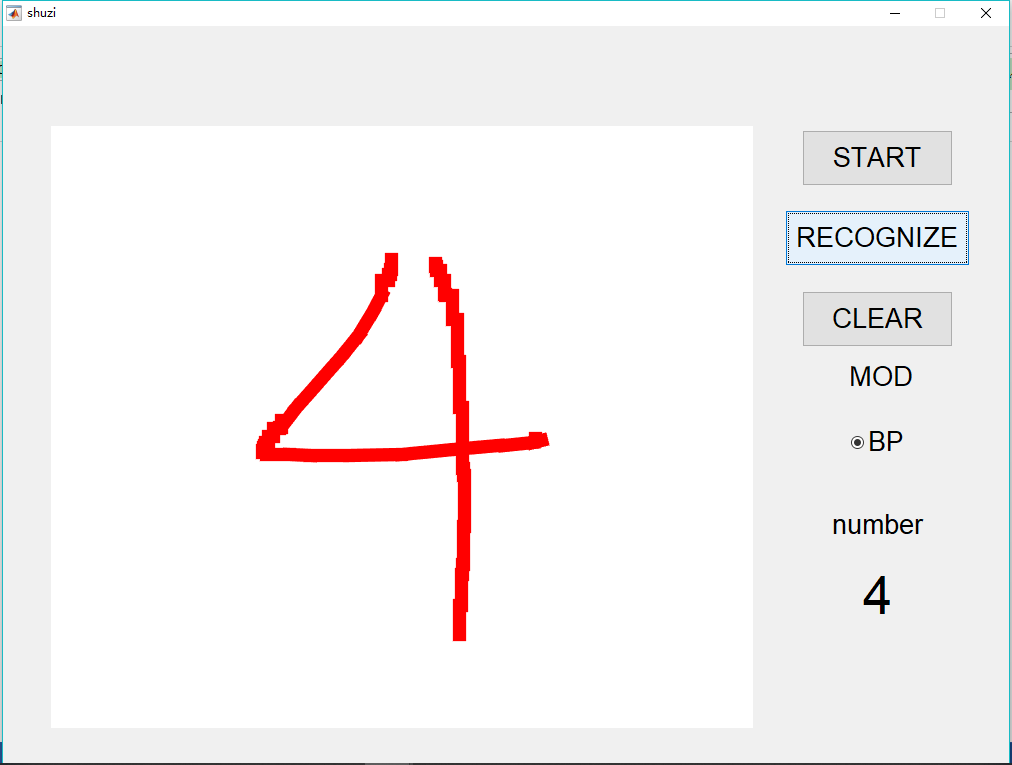 shuzi
4
START
RECOGNIZE
CLEAR
MOD
BP
number
4